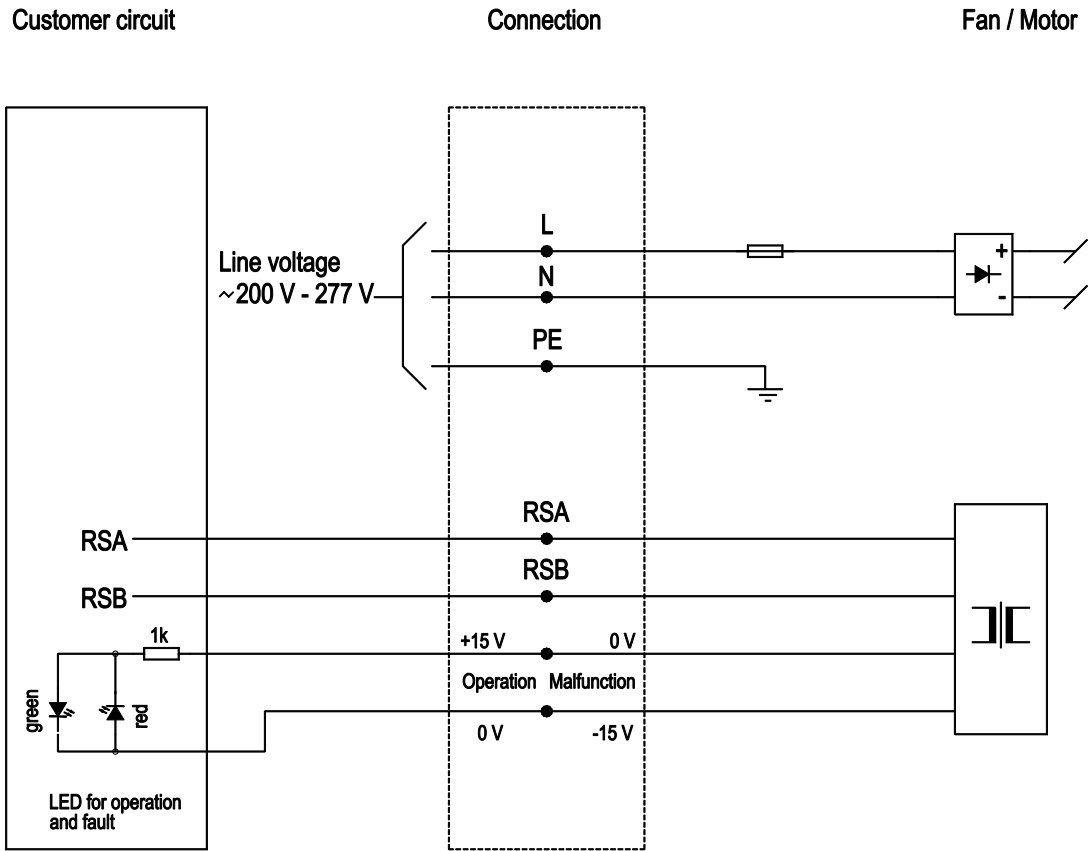 Customer circuit
Connection
Fan / Motor
L
Line voltage
~200 V - 277 V
N
+
-
PE
RSA
RSA
RSB
RSB
1k
+15 V
0 V
Operation
Malfunction
green
red
0 V
-15 V
LED for operation
and fault